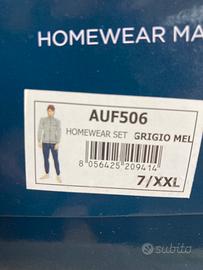 HOMEWEAR MA
AUF506
HOMEWEAR SET GRIGIO MEL
8 056425 209414
7/XXL
subito